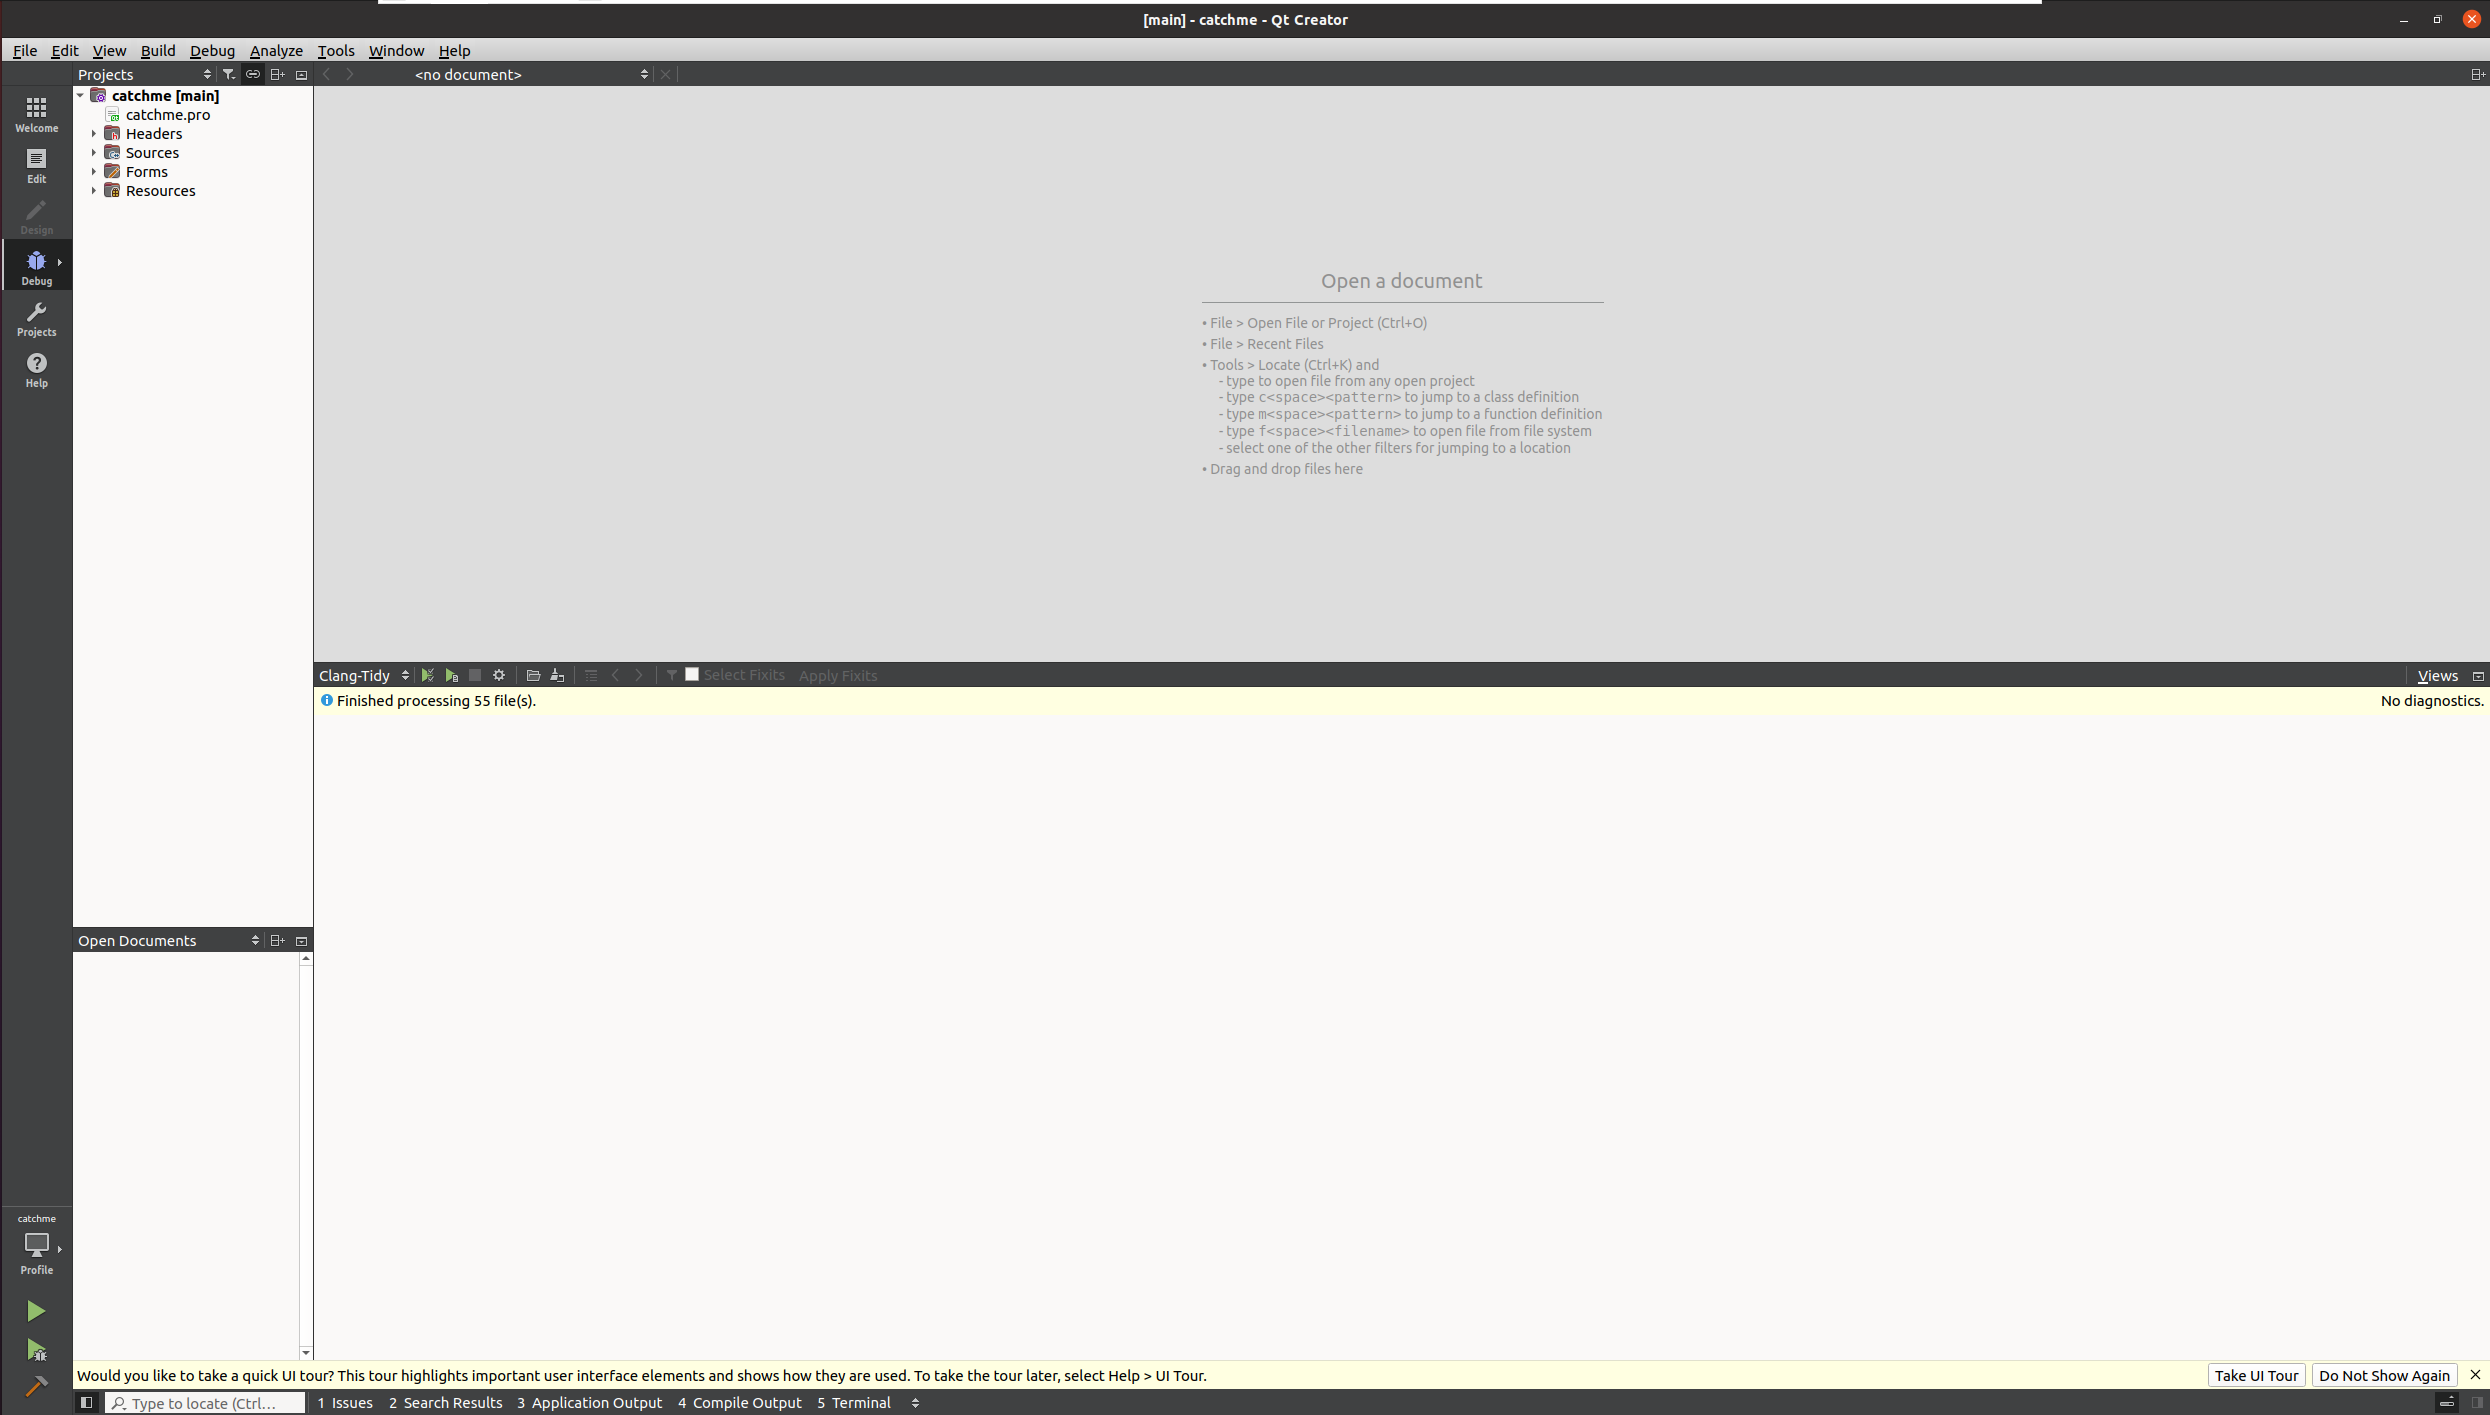 [main] - catchme - Qt Creator
File Edit View Build Debug Analyze Tools Window Help
Projects
<no document>
catchme [main]
catchme.pro
Headers
Sources
Forms
Resources
Welcome
Edit
Design
Debug
Projects
Help
Open a document
• File > Open File or Project (Ctrl+O)
• File > Recent Files
• Tools > Locate (Ctrl+K) and
- type to open file from any open project
- type c<space><pattern> to jump to a class definition
- type m<space><pattern> to jump to a function definition
- type f<space><filename> to open file from file system
- select one of the other filters for jumping to a location
• Drag and drop files here
Clang-Tidy Select Fixits Apply Fixits Views
Finished processing 55 file(s). No diagnostics.
Open Documents
catchme
Profile
Would you like to take a quick UI tour? This tour highlights important user interface elements and shows how they are used. To take the tour later, select Help > UI Tour. Take UI Tour Do Not Show Again
Type to locate (Ctrl... 1 Issues 2 Search Results 3 Application Output 4 Compile Output 5 Terminal